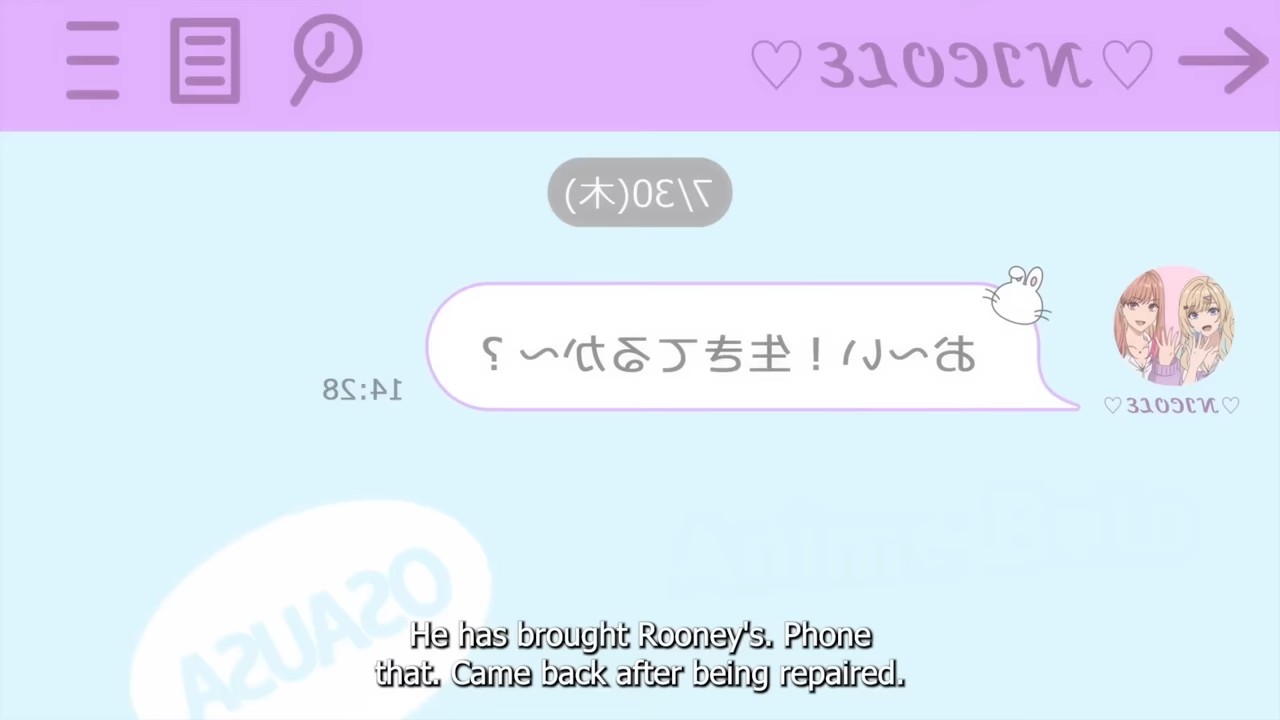 ♡NICOLE♡
7/30(木)
お〜い！生きてるか〜？
14:28
♡NICOLE♡
OSAUSA
He has brought Rooney's. Phone
that. Came back after being repaired.